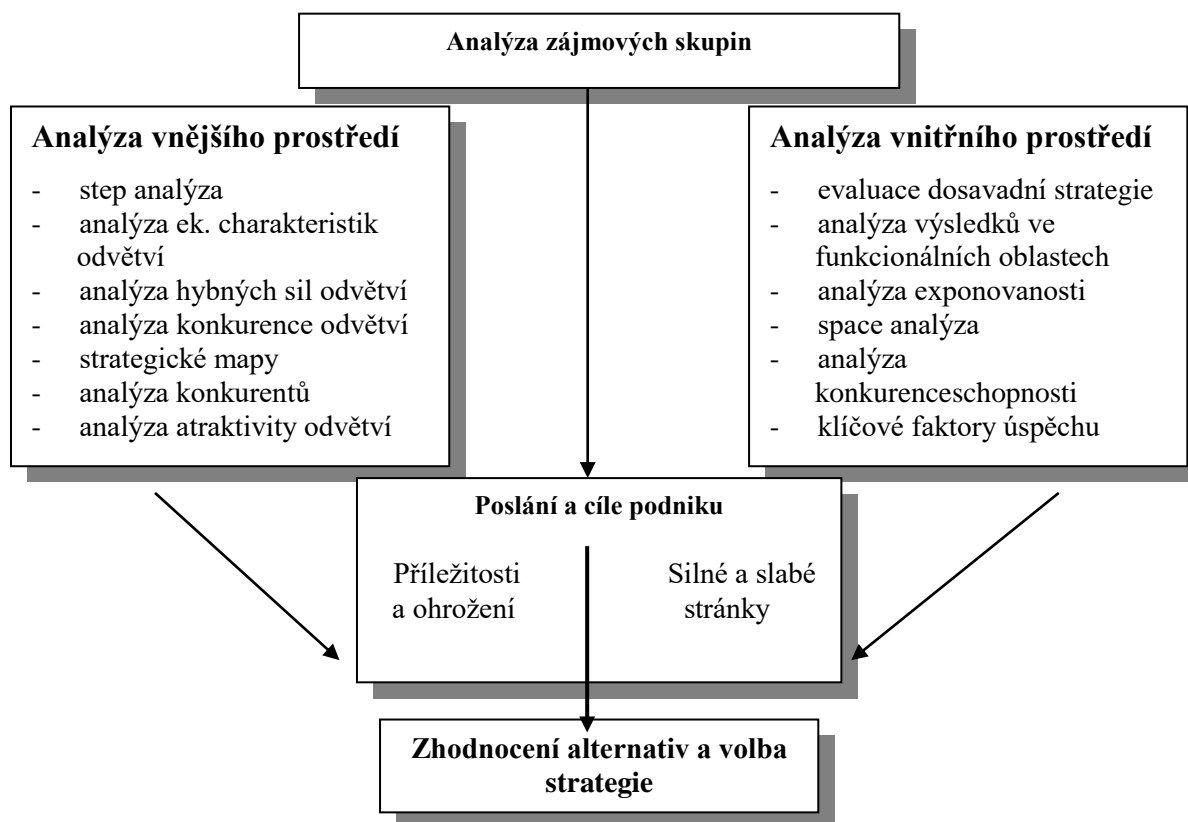 Analýza zájmových skupin
Analýza vnějšího prostředí
- step analýza
- analýza ek. charakteristik
odvětví
- analýza hybných sil odvětví
- analýza konkurence odvětví
- strategické mapy
- analýza konkurentů
- analýza atraktivity odvětví
Analýza vnitřního prostředí
- evaluace dosavadní strategie
- analýza výsledků ve
funkcionálních oblastech
- analýza exponovanosti
- space analýza
- analýza
konkurenceschopnosti
- klíčové faktory úspěchu
Poslání a cíle podniku
Příležitosti
a ohrožení
Silné a slabé
stránky
Zhodnocení alternativ a volba
strategie